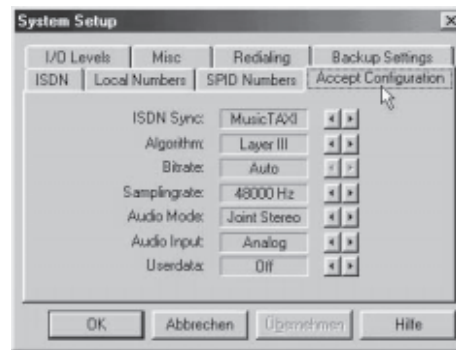 System Setup
I/O Levels Misc Redialing Backup Settings
ISDN Local Numbers SPID Numbers Accept Configuration
ISDN Sync: MusicTAXI
Algorithm: Layer III
Bitrate: Auto
Samplingrate: 48000 Hz
Audio Mode: Joint Stereo
Audio Input: Analog
Userdata: Off
OK Abbrechen Übernehmen Hilfe